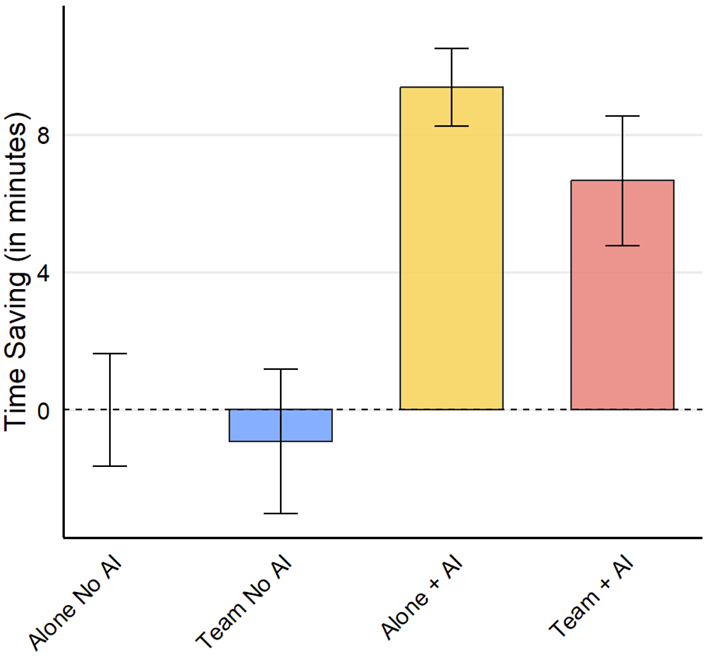 Time Saving (in minutes)
8
4
0
Alone No AI
Team No AI
Alone + AI
Team + AI